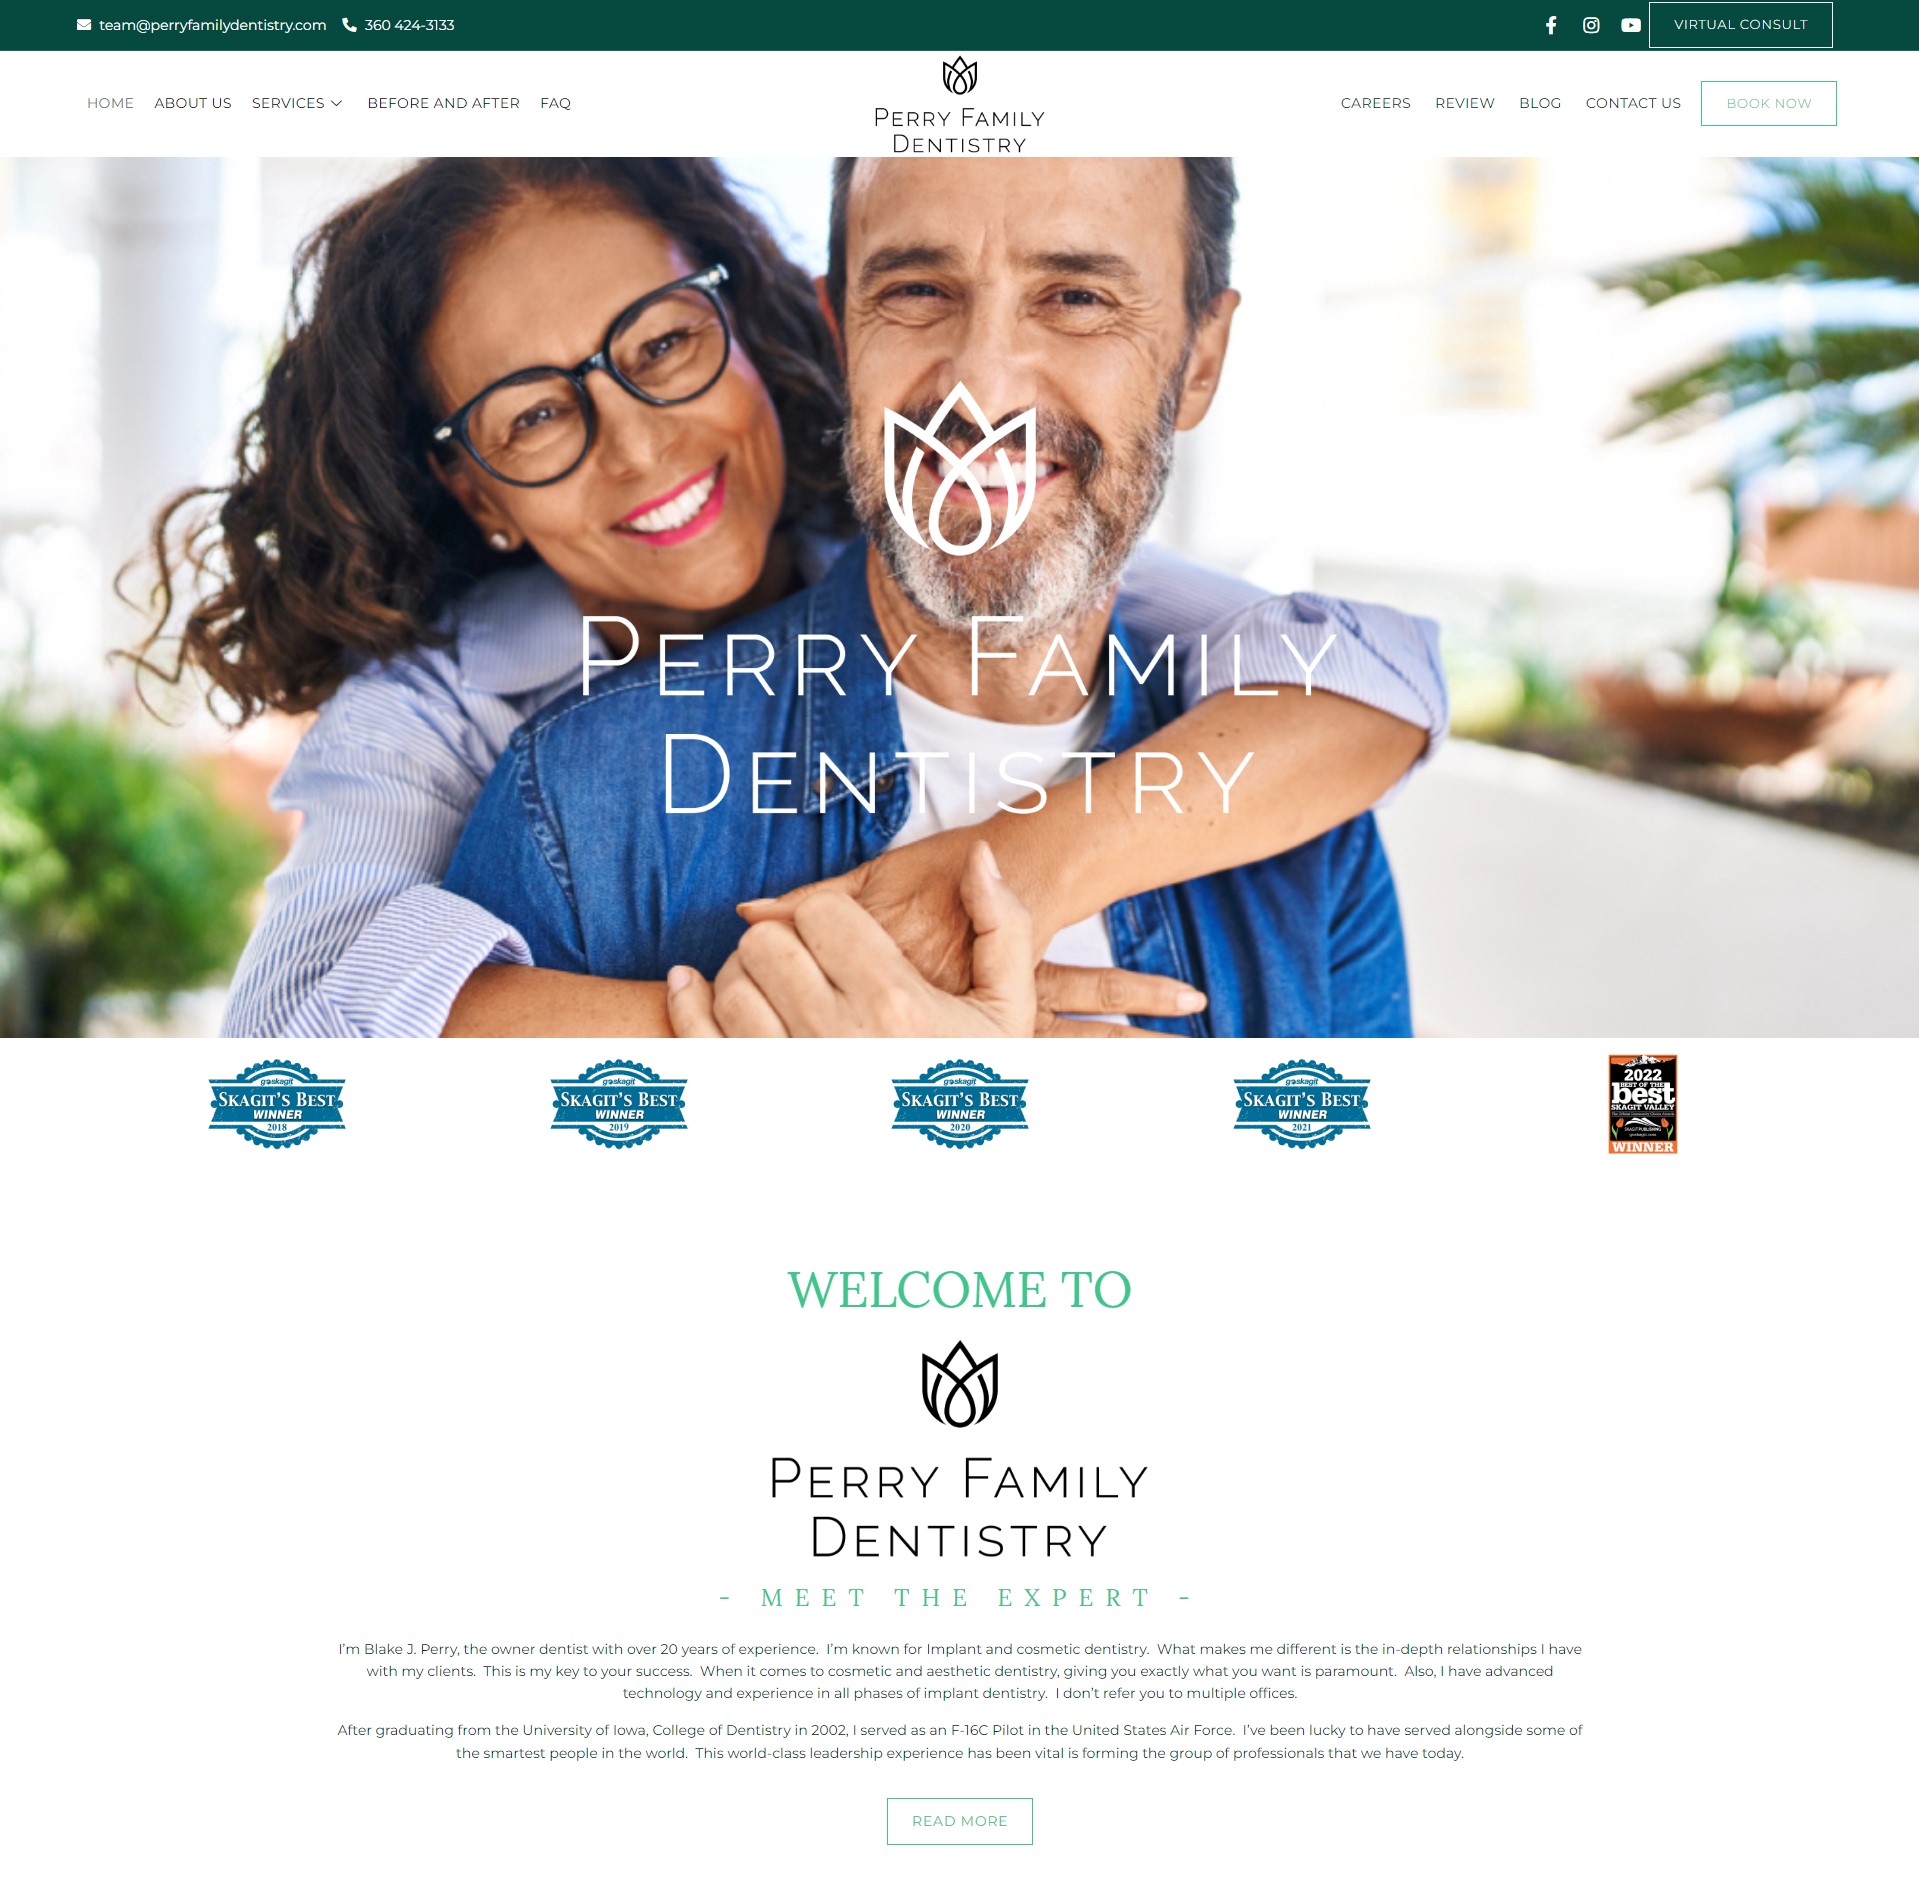 team@perryfamilydentistry.com 360 424-3133 VIRTUAL CONSULT
HOME ABOUT US SERVICES BEFORE AND AFTER FAQ
PERRY FAMILY
DENTISTRY
CAREERS REVIEW BLOG CONTACT US BOOK NOW
PERRY FAMILY
DENTISTRY
goskagit
SKAGIT'S BEST
WINNER
2018
goskagit
SKAGIT'S BEST
WINNER
2019
goskagit
SKAGIT'S BEST
WINNER
2020
goskagit
SKAGIT'S BEST
WINNER
2021
2022
BEST OF THE
best
SKAGIT VALLEY
WINNER
WELCOME TO
PERRY FAMILY
DENTISTRY
- MEET THE EXPERT -
I'm Blake J. Perry, the owner dentist with over 20 years of experience.  I'm known for Implant and cosmetic dentistry.  What makes me different is the in-depth relationships I have
with my clients.  This is my key to your success.  When it comes to cosmetic and aesthetic dentistry, giving you exactly what you want is paramount.  Also, I have advanced
technology and experience in all phases of implant dentistry.  I don't refer you to multiple offices.
After graduating from the University of Iowa, College of Dentistry in 2002, I served as an F-16C Pilot in the United States Air Force.  I've been lucky to have served alongside some of
the smartest people in the world.  This world-class leadership experience has been vital is forming the group of professionals that we have today.
READ MORE